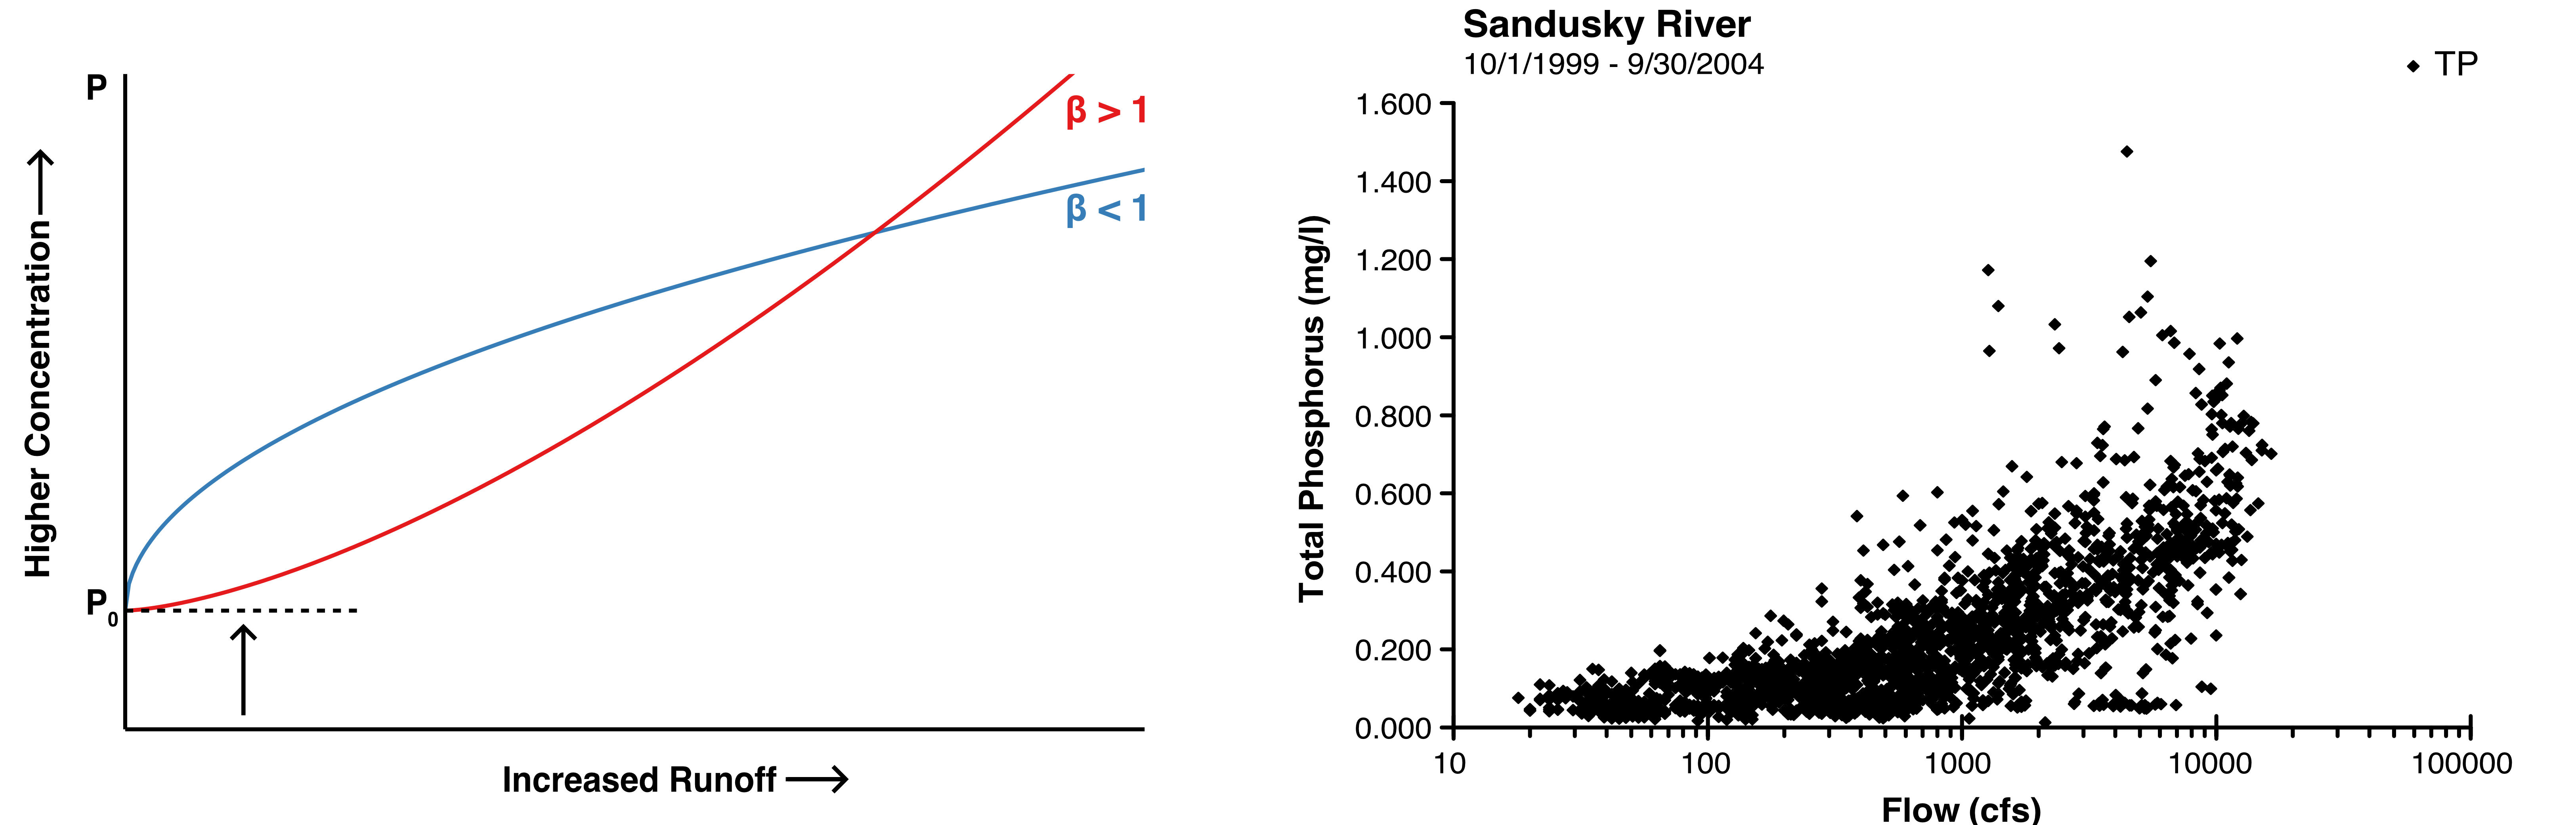 P
Higher Concentration →
P0
β > 1
β < 1
Increased Runoff →
Sandusky River
10/1/1999 - 9/30/2004
◆ TP
Total Phosphorus (mg/l)
1.600
1.400
1.200
1.000
0.800
0.600
0.400
0.200
0.000
10 100 1000 10000 100000
Flow (cfs)